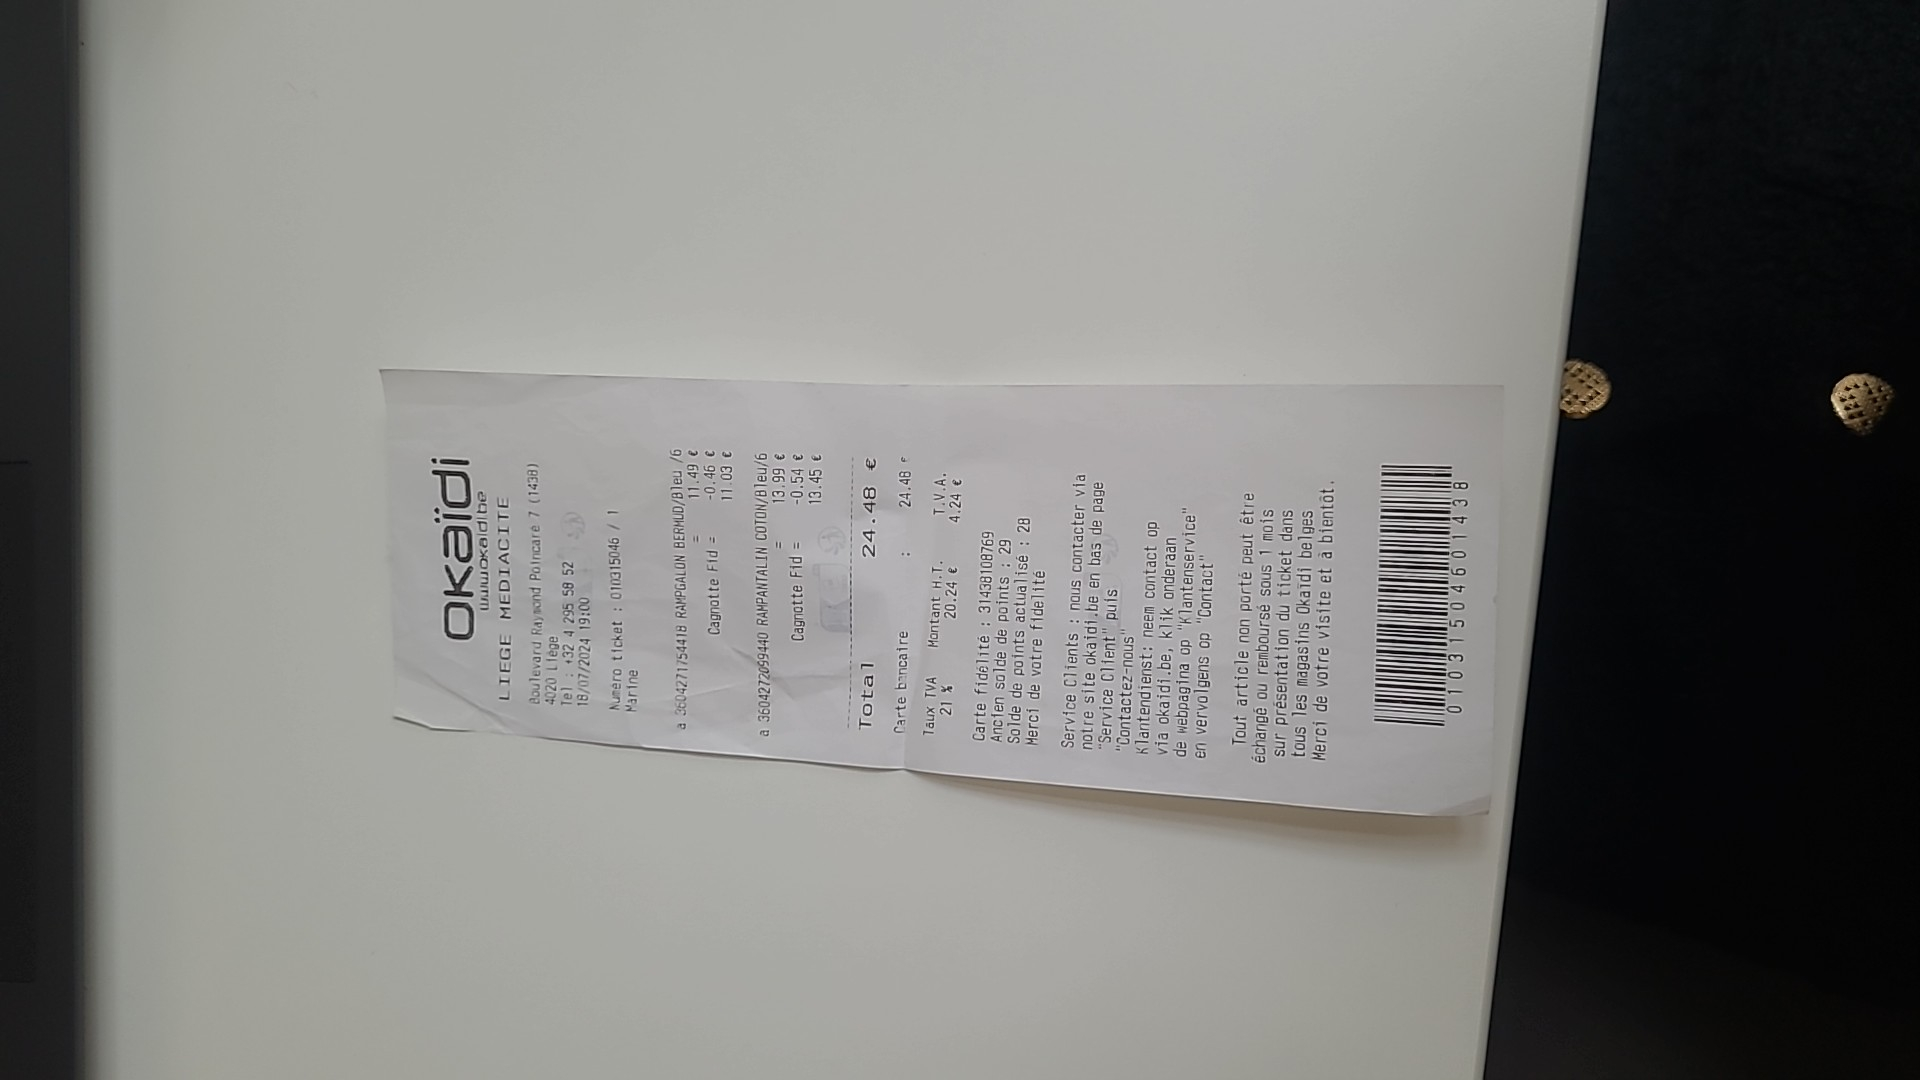 OKaïDi
www.okaidi.be
LIEGE MEDIACITE
Boulevard Raymond Poincaré 7 (1438)
4020 Liège
Tel : +32 4 295 58 52
18/07/2024 19:00
Numéro ticket : 010315046 / 1
Marine
a 3604271754418 RAMPGALON BERMUD/Bleu /6
= 11.49 €
Cagnotte Fid = -0.46 €
11.03 €
a 3604272059440 RAMPANTALIN COTON/Bleu/6
= 13.99 €
Cagnotte Fid = -0.54 €
13.45 €
Total 24.48 €
Carte bancaire : 24.48 €
Taux TVA Montant H.T. T.V.A.
21 % 20.24 € 4.24 €
Carte fidélité : 31438108769
Ancien solde de points : 29
Solde de points actualisé : 28
Merci de votre fidelité
Service Clients : nous contacter via
notre site okaidi.be en bas de page
"Service Client" puis
"Contactez-nous"
Klantendienst: neem contact op
via okaidi.be, klik onderaan
de webpagina op "Klantenservice"
en vervolgens op "Contact"
Tout article non porté peut être
échangé ou remboursé sous 1 mois
sur présentation du ticket dans
tous les magasins Okaidi belges
Merci de votre visite et à bientôt.
0103150460 1438